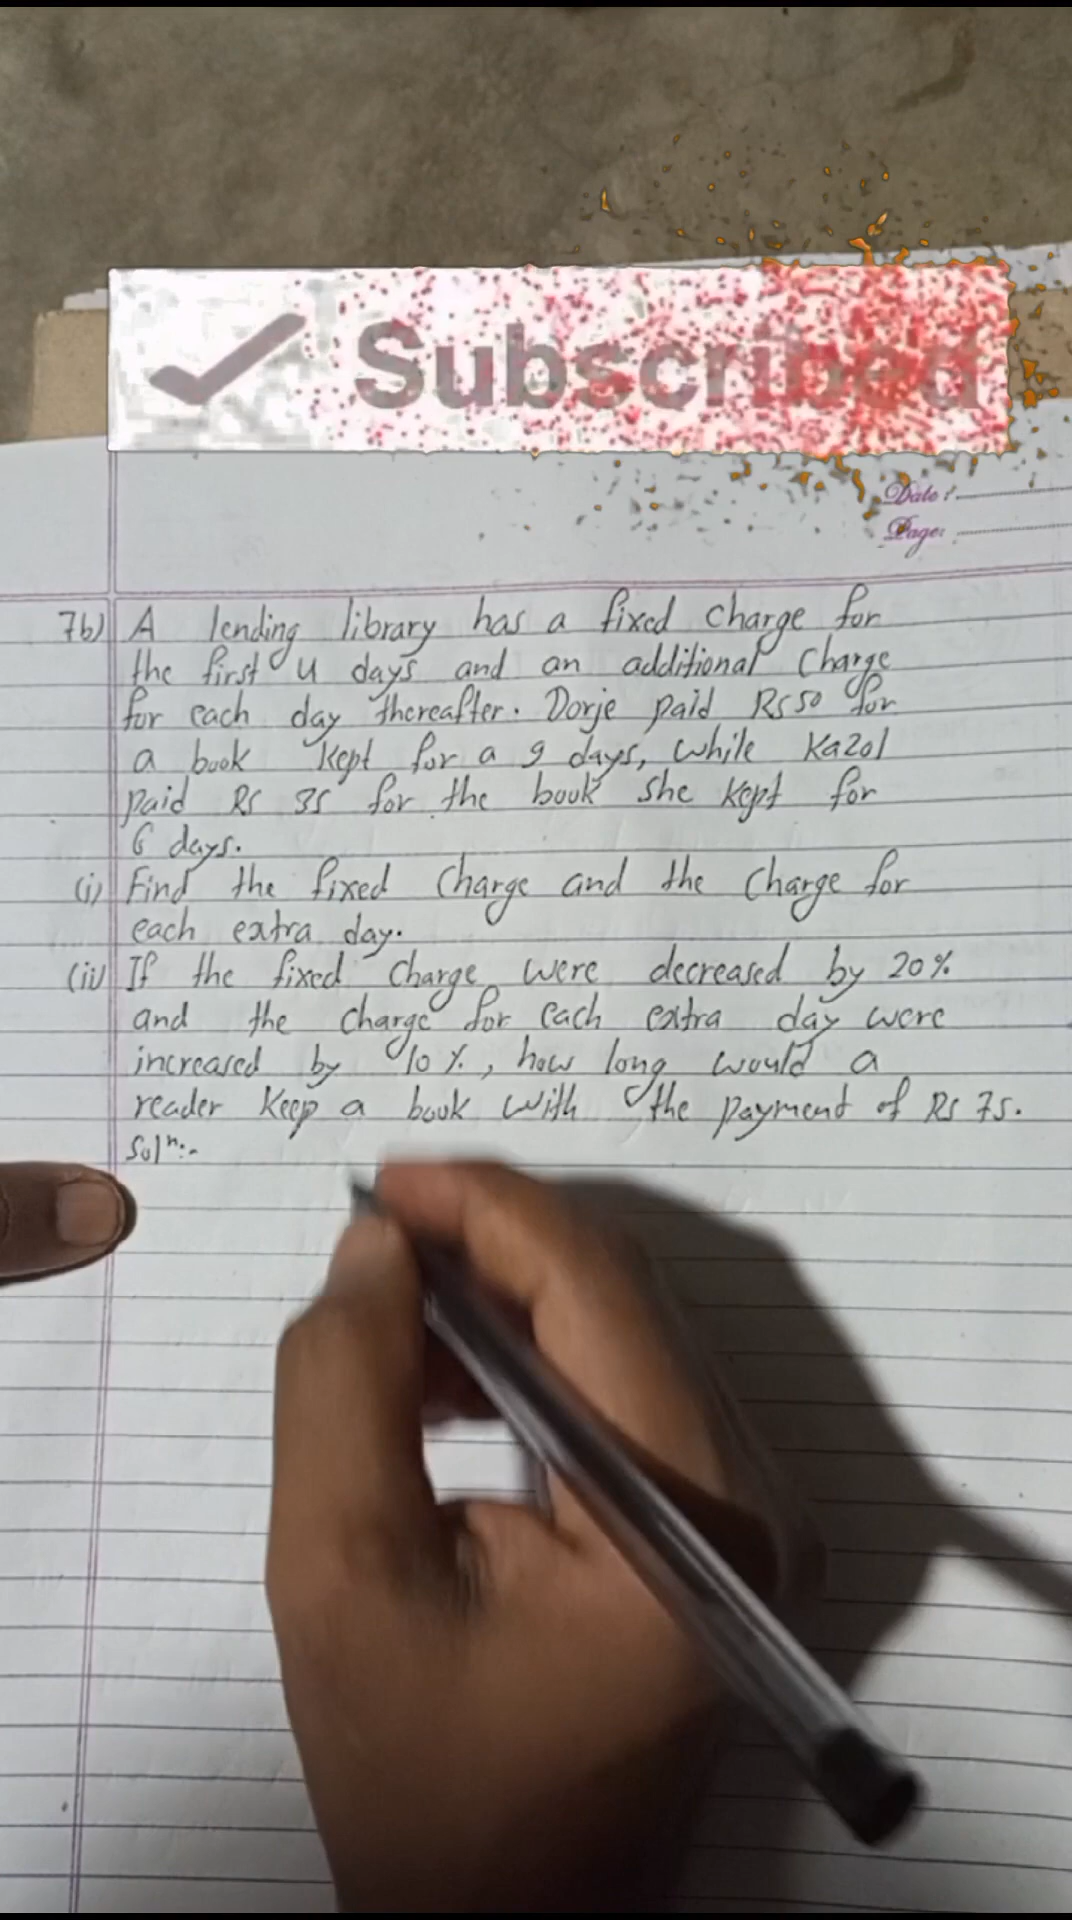 Subscribed
Date:
Page:
7b) A lending library has a fixed charge for
the first 4 days and an additional charge
for each day thereafter. Dorje paid Rs 50 for
a book kept for a 9 days, while Kazol
paid Rs 35 for the book she kept for
6 days.
(i) Find the fixed charge and the charge for
each extra day.
(ii) If the fixed charge were decreased by 20%
and the charge for each extra day were
increased by 10%, how long would a
reader keep a book with the payment of Rs 75.
Solⁿ:-